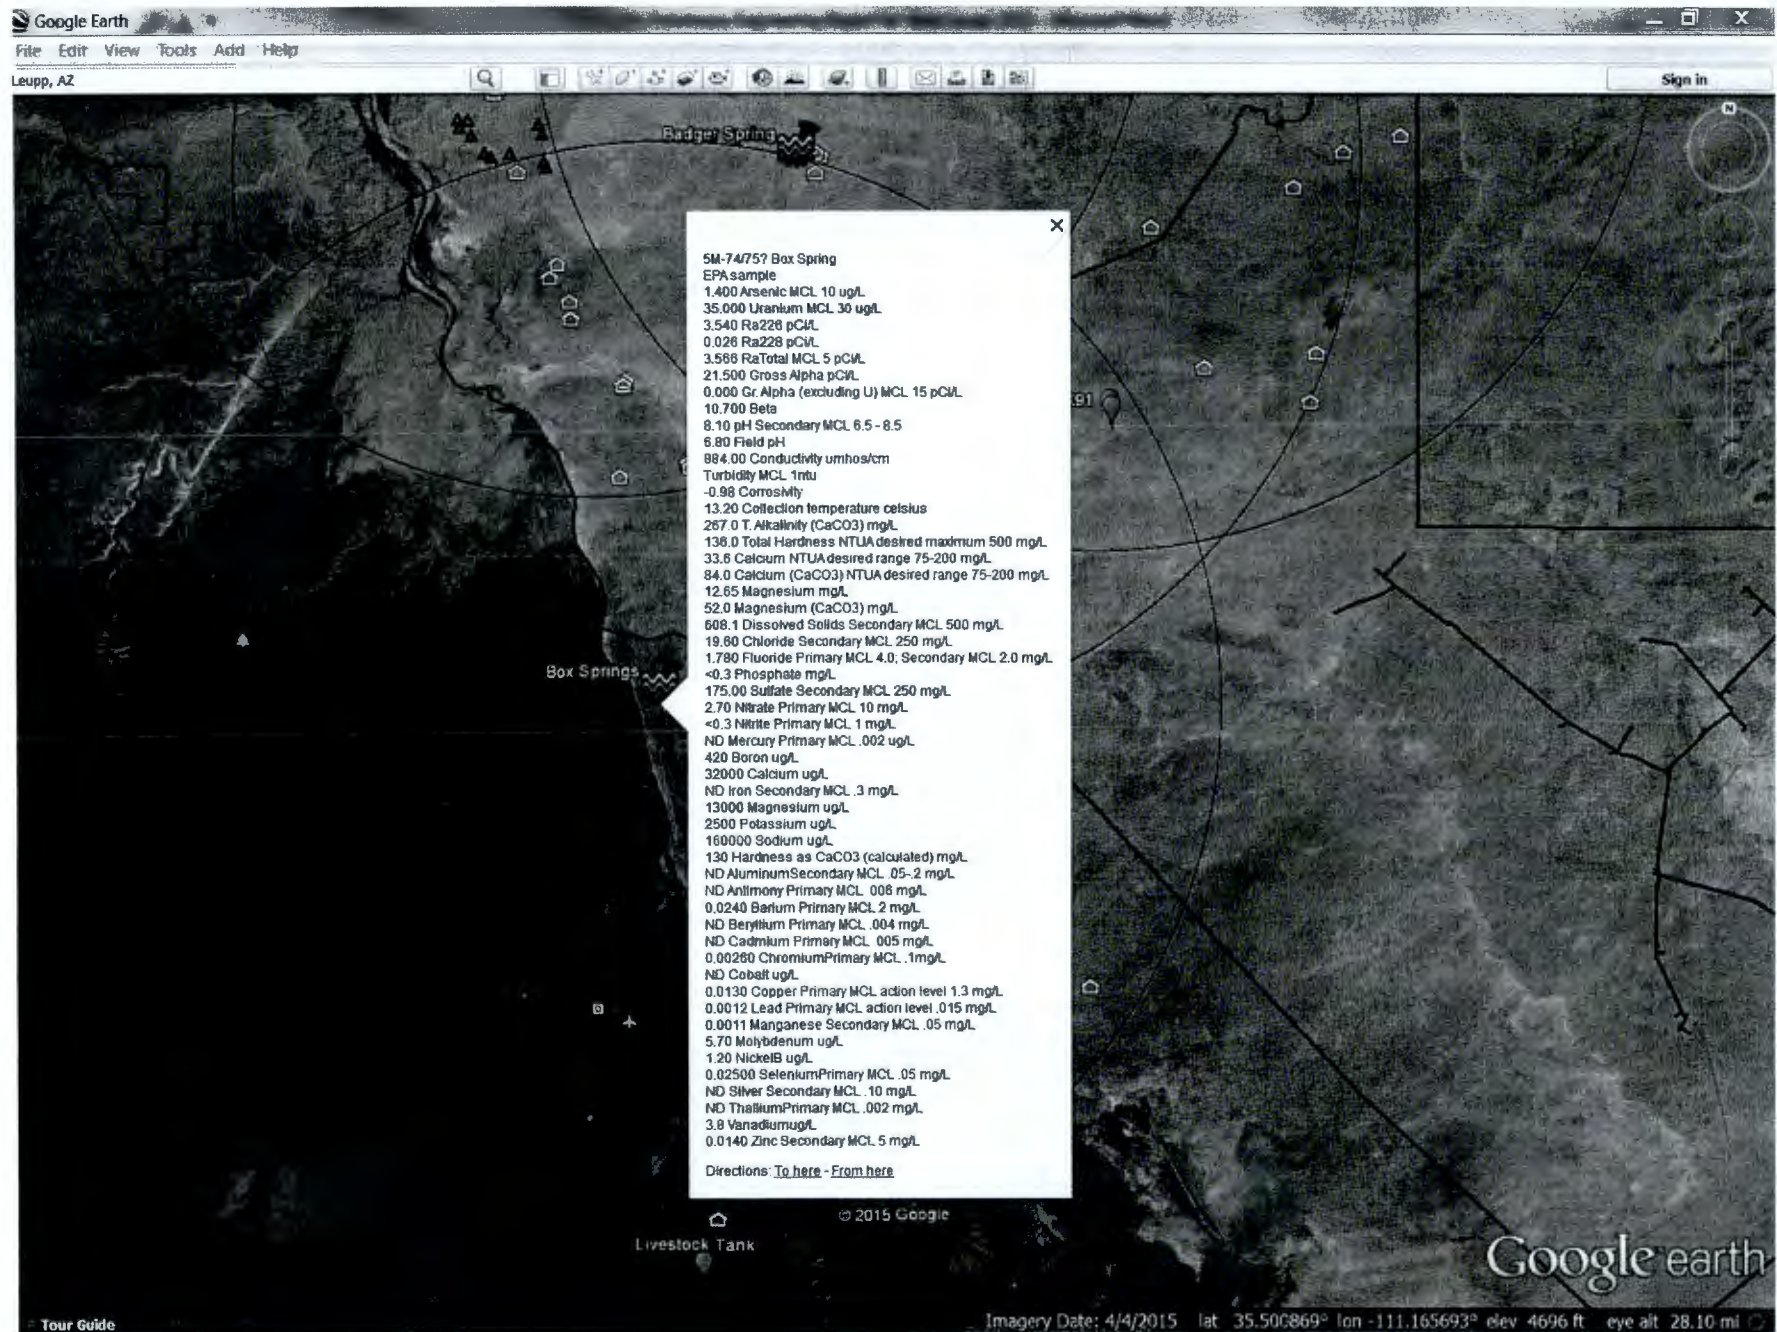 Google Earth
File Edit View Tools Add Help
Leupp, AZ
Sign in
N
Badger Spring
5M-74/75? Box Spring
EPA sample
1.400 Arsenic MCL 10 ug/L
35.000 Uranium MCL 30 ug/L
3.540 Ra226 pCi/L
0.026 Ra228 pCi/L
3.566 RaTotal MCL 5 pCi/L
21.500 Gross Alpha pCi/L
0.000 Gr. Alpha (excluding U) MCL 15 pCi/L
91
10.700 Beta
8.10 pH Secondary MCL 6.5 - 8.5
6.80 Field pH
884.00 Conductivity umhos/cm
Turbidity MCL 1ntu
-0.98 Corrosivity
13.20 Collection temperature celsius
267.0 T. Alkalinity (CaCO3) mg/L
136.0 Total Hardness NTUA desired maximum 500 mg/L
33.6 Calcium NTUA desired range 75-200 mg/L
84.0 Calcium (CaCO3) NTUA desired range 75-200 mg/L
12.65 Magnesium mg/L
52.0 Magnesium (CaCO3) mg/L
608.1 Dissolved Solids Secondary MCL 500 mg/L
19.60 Chloride Secondary MCL 250 mg/L
1.780 Fluoride Primary MCL 4.0; Secondary MCL 2.0 mg/L
Box Springs
<0.3 Phosphate mg/L
175.00 Sulfate Secondary MCL 250 mg/L
2.70 Nitrate Primary MCL 10 mg/L
<0.3 Nitrite Primary MCL 1 mg/L
ND Mercury Primary MCL .002 ug/L
420 Boron ug/L
32000 Calcium ug/L
ND Iron Secondary MCL .3 mg/L
13000 Magnesium ug/L
2500 Potassium ug/L
160000 Sodium ug/L
130 Hardness as CaCO3 (calculated) mg/L
ND AluminumSecondary MCL .05-.2 mg/L
ND Antimony Primary MCL 006 mg/L
0.0240 Barium Primary MCL 2 mg/L
ND Beryllium Primary MCL .004 mg/L
ND Cadmium Primary MCL 005 mg/L
0.00260 ChromiumPrimary MCL .1mg/L
ND Cobalt ug/L
0.0130 Copper Primary MCL action level 1.3 mg/L
0.0012 Lead Primary MCL action level .015 mg/L
0.0011 Manganese Secondary MCL .05 mg/L
5.70 Molybdenum ug/L
1.20 NickelB ug/L
0.02500 SeleniumPrimary MCL .05 mg/L
ND Silver Secondary MCL .10 mg/L
ND ThalliumPrimary MCL .002 mg/L
3.8 Vanadiumug/L
0.0140 Zinc Secondary MCL 5 mg/L
Directions: To here - From here
© 2015 Google
Livestock Tank
Google earth
Tour Guide
Imagery Date: 4/4/2015 lat 35.500869° lon -111.165693° elev 4696 ft eye alt 28.10 mi